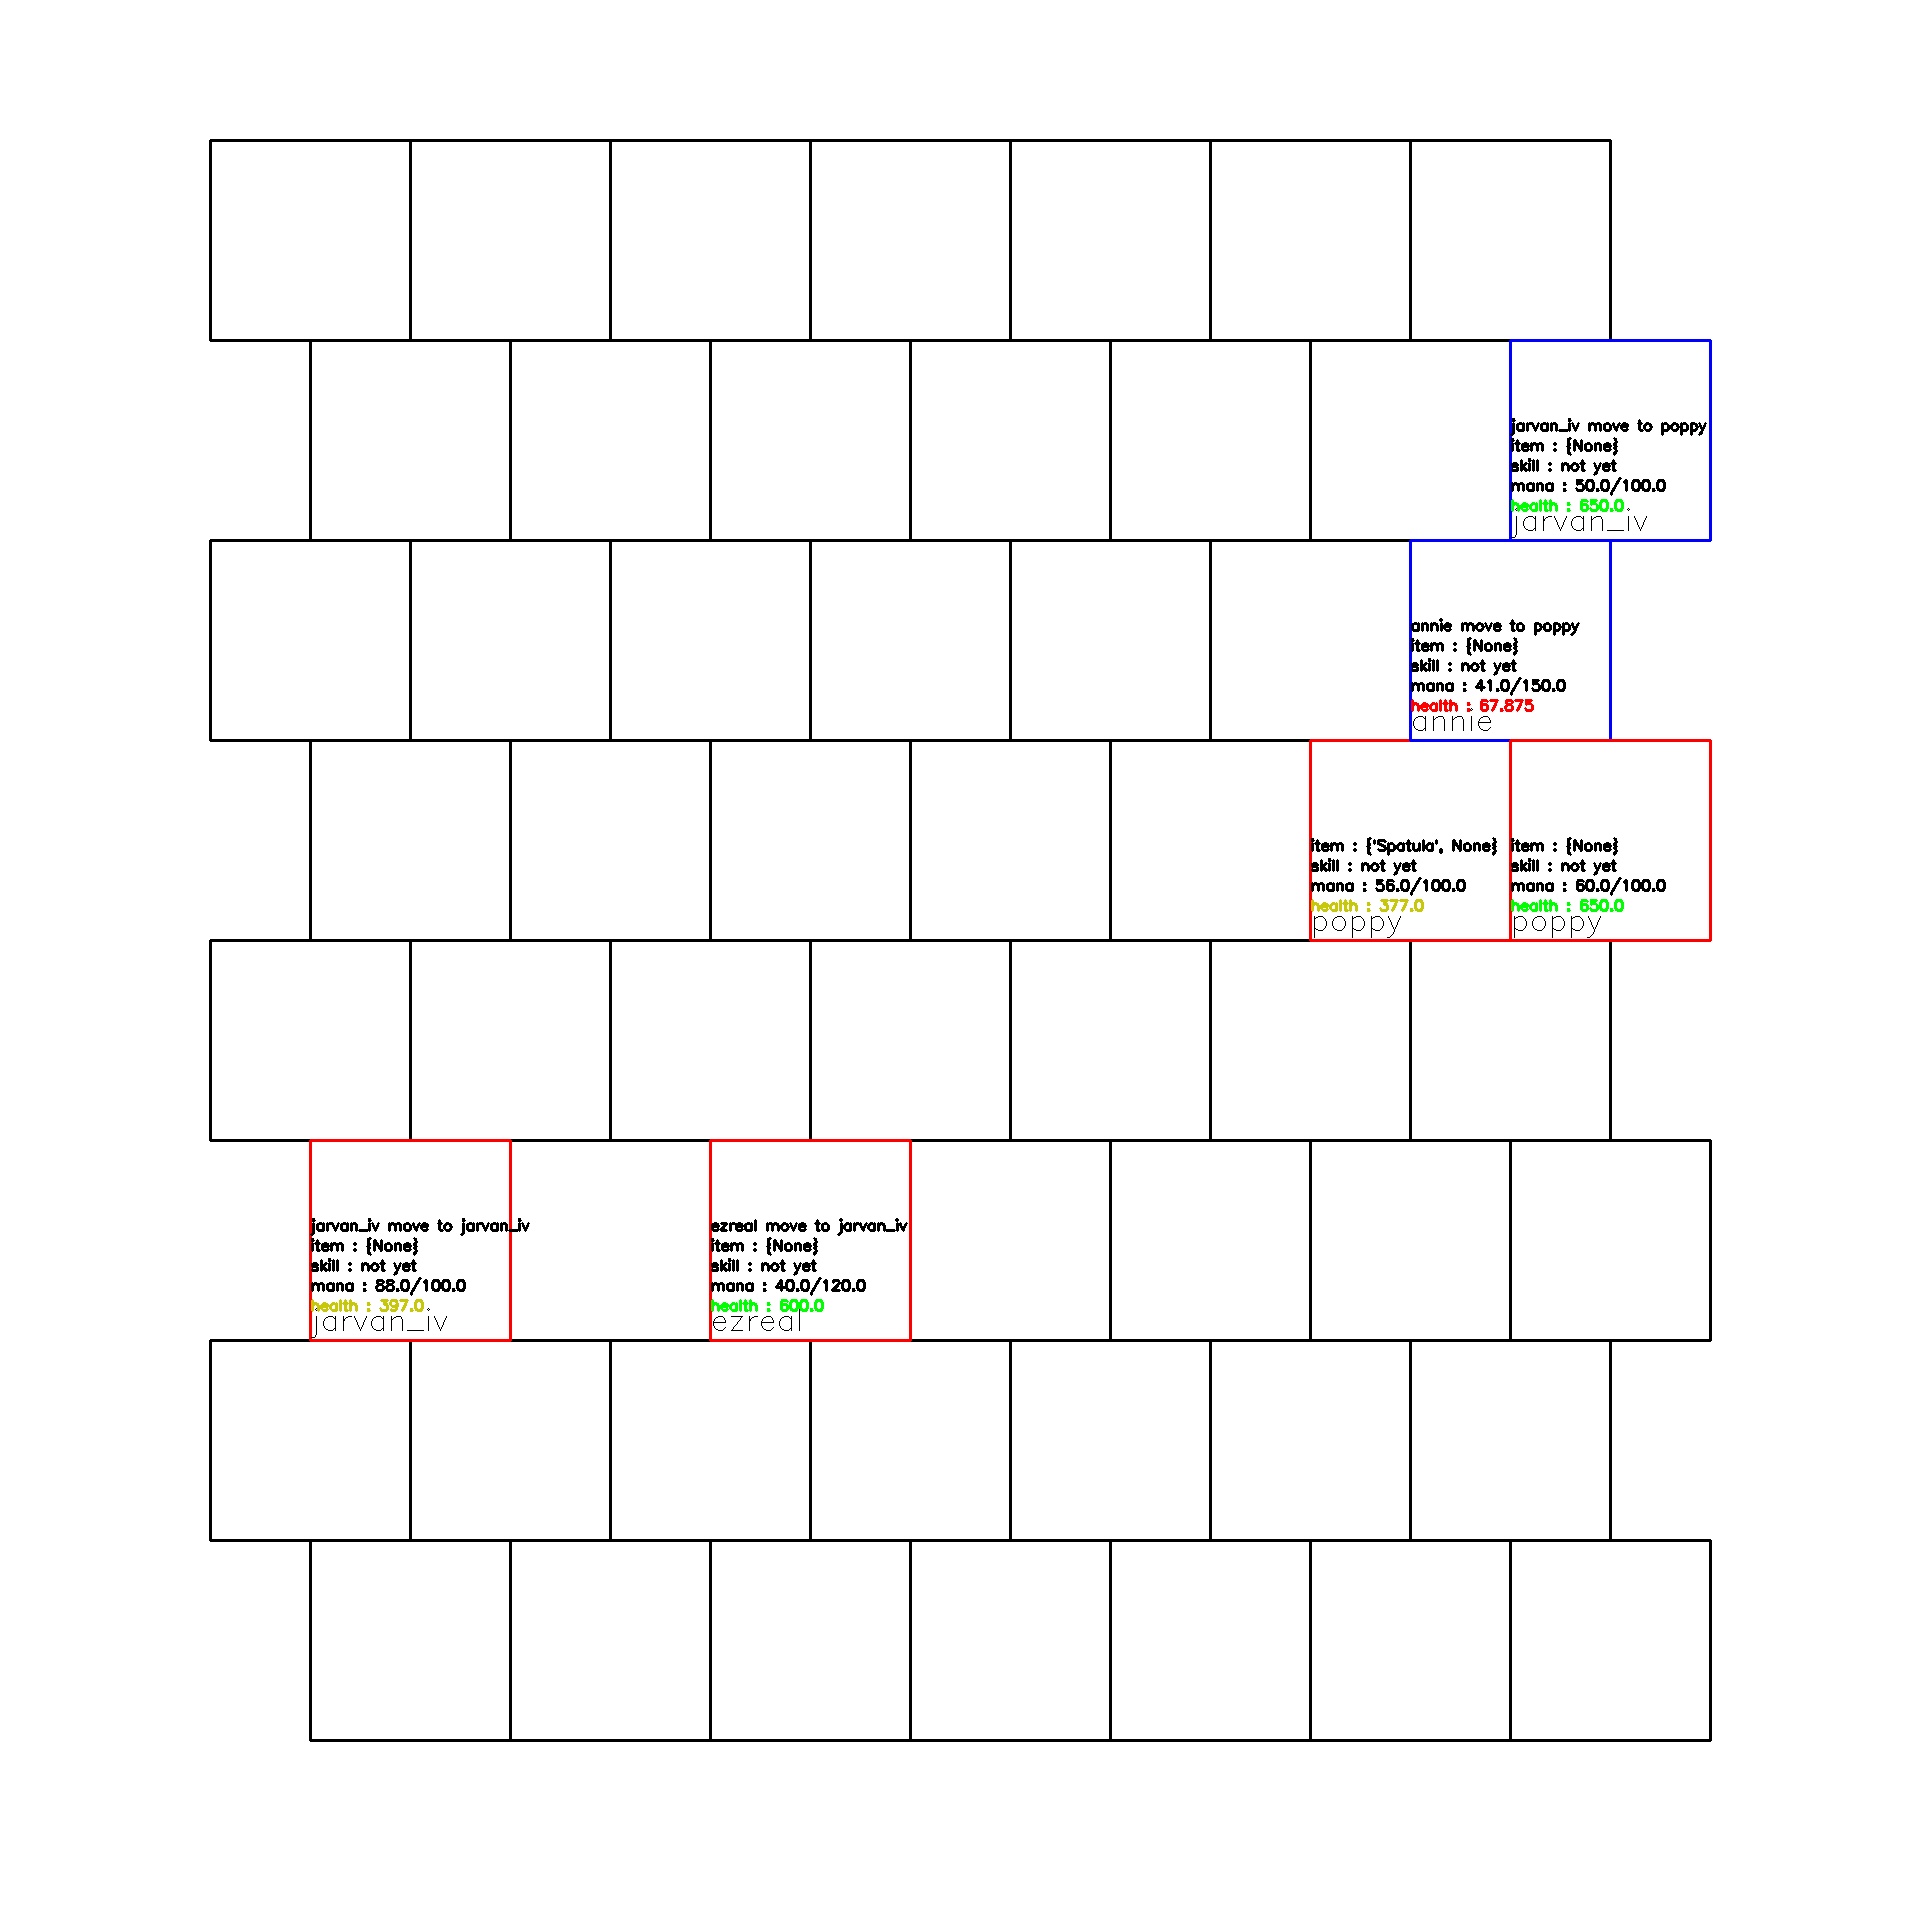 jarvan_iv move to poppy
item : {None}
skill : not yet
mana : 50.0/100.0
health : 650.0
jarvan_iv
annie move to poppy
item : {None}
skill : not yet
mana : 41.0/150.0
health : 67.875
annie
item : {'Spatula', None}
skill : not yet
mana : 56.0/100.0
health : 377.0
poppy
item : {None}
skill : not yet
mana : 60.0/100.0
health : 650.0
poppy
jarvan_iv move to jarvan_iv
item : {None}
skill : not yet
mana : 88.0/100.0
health : 397.0
jarvan_iv
ezreal move to jarvan_iv
item : {None}
skill : not yet
mana : 40.0/120.0
health : 600.0
ezreal